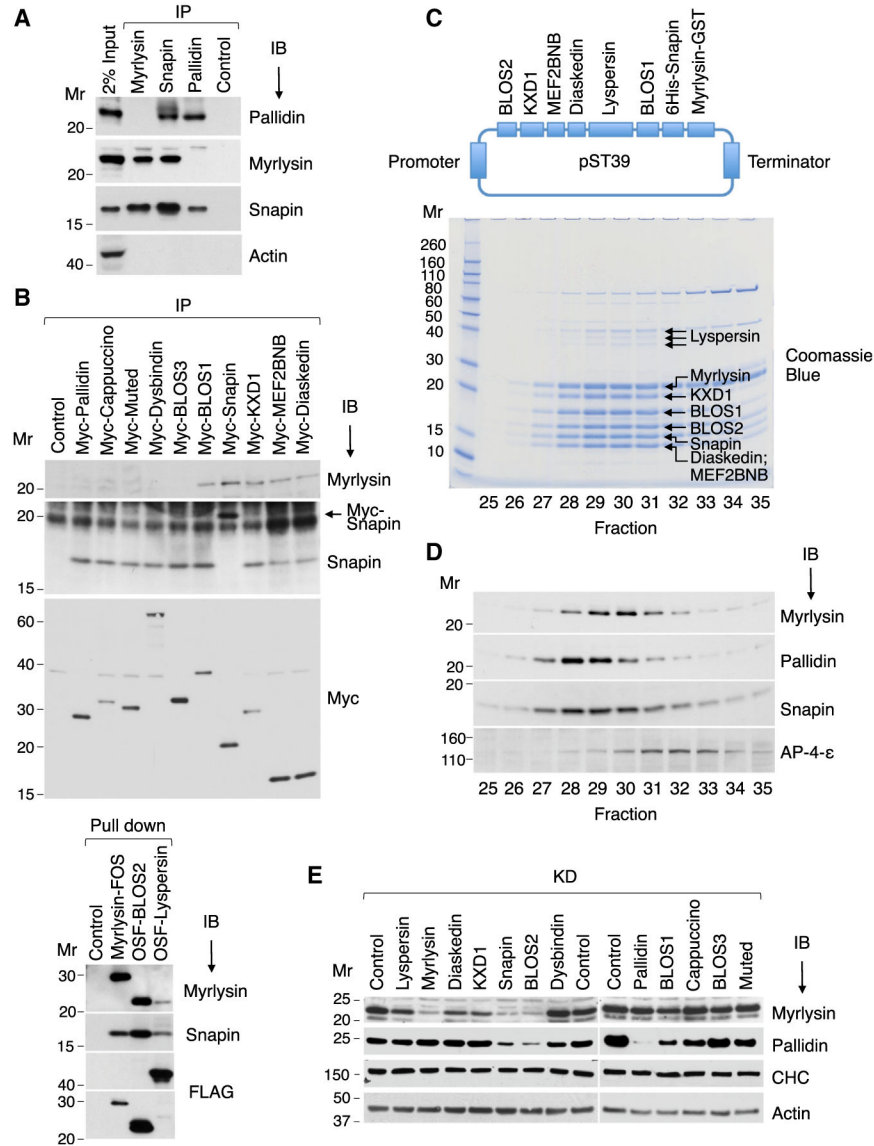 A
IP
2% Input
Myrlysin
Snapin
Pallidin
Control
IB
Mr
20
Pallidin
20
Myrlysin
15
Snapin
40
Actin
B
IP
Control
Myc-Pallidin
Myc-Cappuccino
Myc-Muted
Myc-Dysbindin
Myc-BLOS3
Myc-BLOS1
Myc-Snapin
Myc-KXD1
Myc-MEF2BNB
Myc-Diaskedin
IB
Mr
20
Myrlysin
20
Myc-
Snapin
Snapin
15
60
40
30
20
15
Myc
Pull down
Control
Myrlysin-FOS
OSF-BLOS2
OSF-Lyspersin
IB
Mr
30
20
Myrlysin
15
Snapin
40
30
20
FLAG
C
BLOS2
KXD1
MEF2BNB
Diaskedin
Lyspersin
BLOS1
6His-Snapin
Myrlysin-GST
Promoter
pST39
Terminator
Mr
260
160
110
80
60
50
40
30
20
15
10
Lyspersin
Myrlysin
KXD1
BLOS1
BLOS2
Snapin
Diaskedin;
MEF2BNB
Coomassie
Blue
25 26 27 28 29 30 31 32 33 34 35
Fraction
D
IB
Mr
20
Myrlysin
20
Pallidin
20
Snapin
160
110
AP-4-ε
25 26 27 28 29 30 31 32 33 34 35
Fraction
E
KD
Control
Lyspersin
Myrlysin
Diaskedin
KXD1
Snapin
BLOS2
Dysbindin
Control
Control
Pallidin
BLOS1
Cappuccino
BLOS3
Muted
IB
Mr
25
20
Myrlysin
25
Pallidin
150
CHC
50
37
Actin